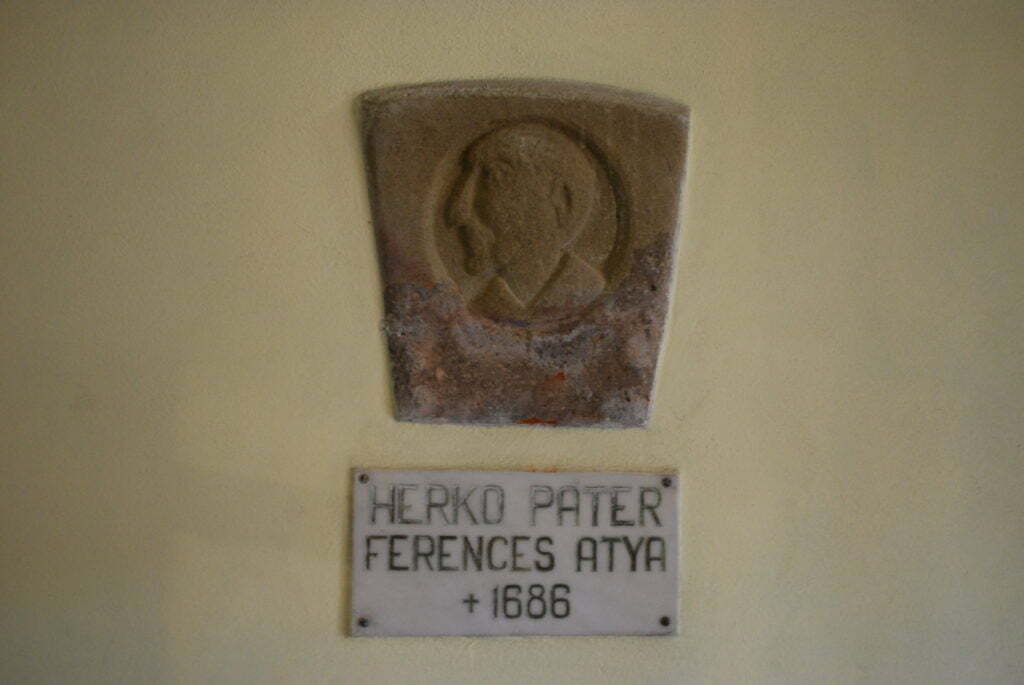 HERKO PATER
FERENCES ATYA
+ 1686